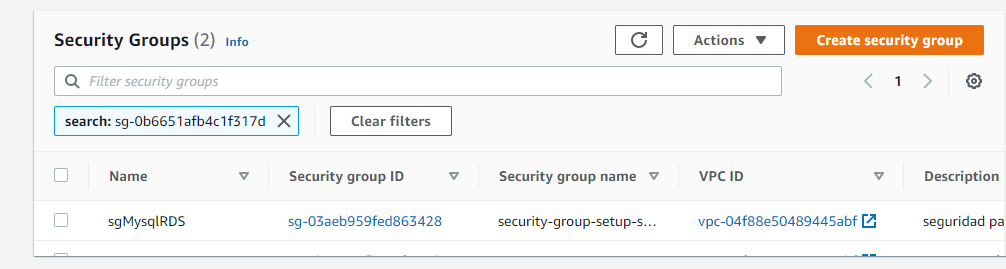 Security Groups (2) Info
Actions
Create security group
Filter security groups
1
search: sg-0b6651afb4c1f317d
Clear filters
Name Security group ID Security group name VPC ID Description
sgMysqlRDS sg-03aeb959fed863428 security-group-setup-s... vpc-04f88e50489445abf seguridad pa